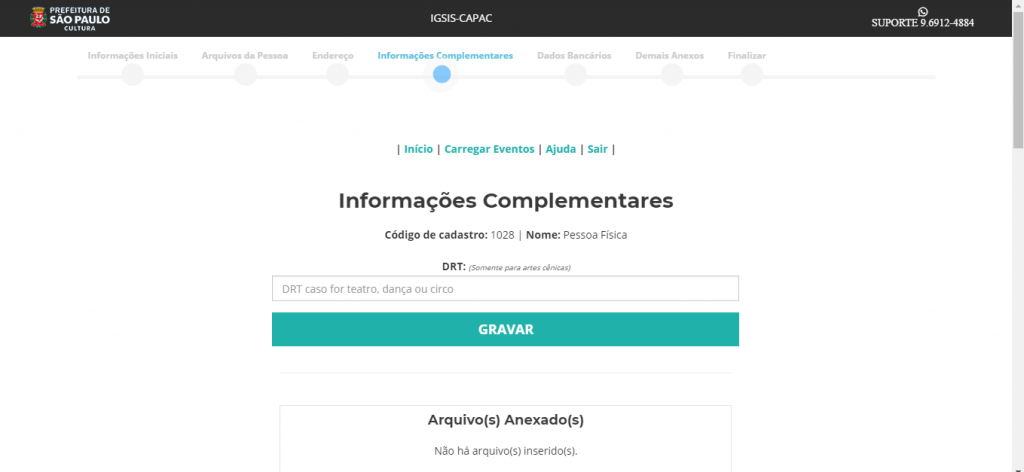 PREFEITURA DE
SÃO PAULO
CULTURA
IGSIS-CAPAC
SUPORTE 9.6912-4884
Informações Iniciais
Arquivos da Pessoa
Endereço
Informações Complementares
Dados Bancários
Demais Anexos
Finalizar
| Início | Carregar Eventos | Ajuda | Sair |
Informações Complementares
Código de cadastro: 1028 | Nome: Pessoa Física
DRT: (Somente para artes cênicas)
DRT caso for teatro, dança ou circo
GRAVAR
Arquivo(s) Anexado(s)
Não há arquivo(s) inserido(s).